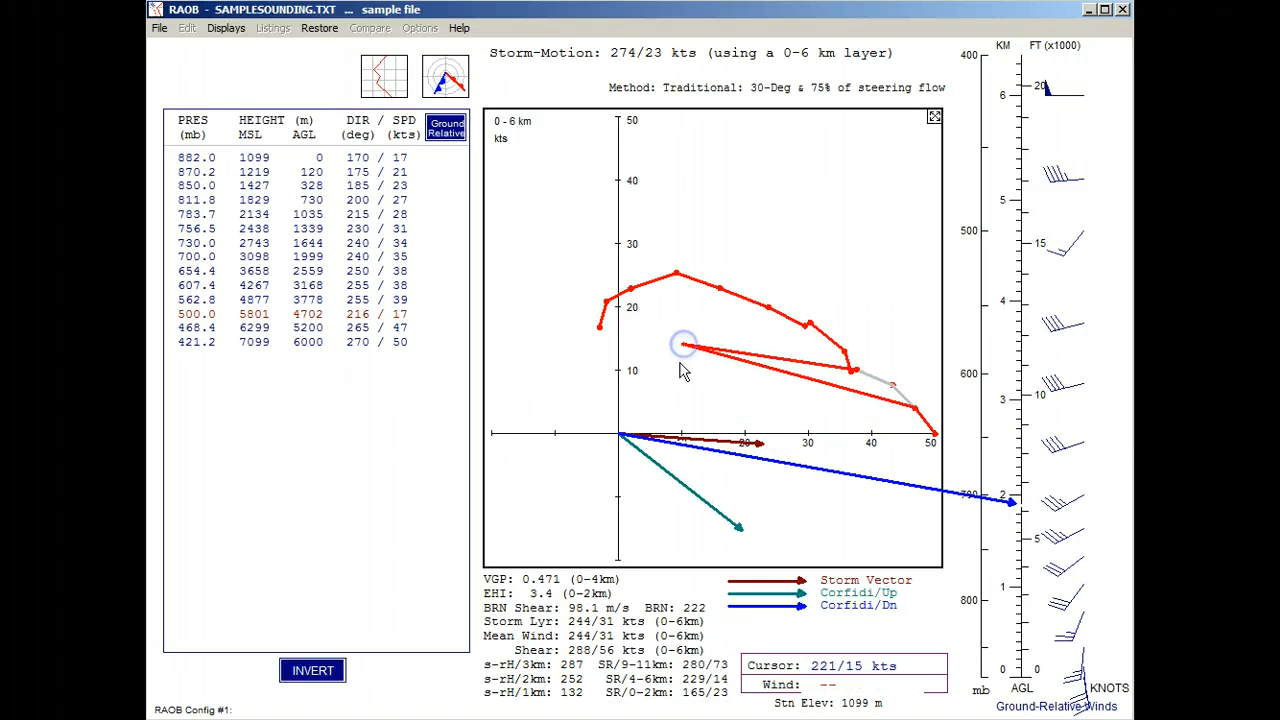 RAOB - SAMPLESOUNDING.TXT ... sample file
File Edit Displays Listings Restore Compare Options Help
Storm-Motion: 274/23 kts (using a 0-6 km layer)
Method: Traditional: 30-Deg & 75% of steering flow
PRES HEIGHT (m) DIR / SPD
(mb) MSL AGL (deg) (kts)
Ground
Relative
882.0 1099 0 170 / 17
870.2 1219 120 175 / 21
850.0 1427 328 185 / 23
811.8 1829 730 200 / 27
783.7 2134 1035 215 / 28
756.5 2438 1339 230 / 31
730.0 2743 1644 240 / 34
700.0 3098 1999 240 / 35
654.4 3658 2559 250 / 38
607.4 4267 3168 255 / 38
562.8 4877 3778 255 / 39
500.0 5801 4702 216 / 17
468.4 6299 5200 265 / 47
421.2 7099 6000 270 / 50
INVERT
RAOB Config #1:
0 - 6 km
kts
50
40
30
20
10
20 30 40 50
VGP: 0.471 (0-4km)
EHI: 3.4 (0-2km)
BRN Shear: 98.1 m/s BRN: 222
Storm Lyr: 244/31 kts (0-6km)
Mean Wind: 244/31 kts (0-6km)
Shear: 288/56 kts (0-6km)
s-rH/3km: 287 SR/9-11km: 280/73
s-rH/2km: 252 SR/4-6km: 229/14
s-rH/1km: 132 SR/0-2km: 165/23
Storm Vector
Corfidi/Up
Corfidi/Dn
Cursor: 221/15 kts
Wind: --
Stn Elev: 1099 m
KM FT (x1000)
400
6 20
5
500
15
4
600
3 10
2
5
1
800
0 0
mb AGL KNOTS
Ground-Relative Winds